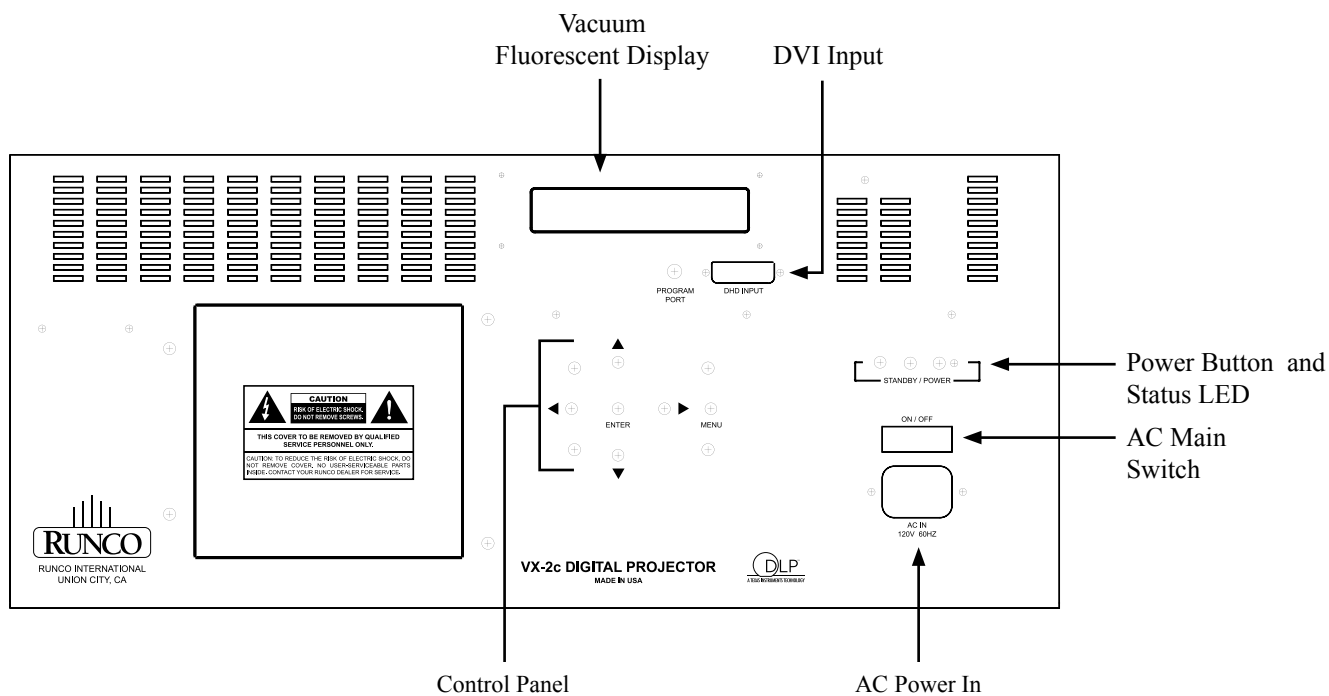 Vacuum
Fluorescent Display
DVI Input
PROGRAM
PORT
DHD INPUT
STANDBY / POWER
Power Button and
Status LED
ON / OFF
AC Main
Switch
CAUTION
RISK OF ELECTRIC SHOCK.
DO NOT REMOVE SCREWS.
THIS COVER TO BE REMOVED BY QUALIFIED
SERVICE PERSONNEL ONLY.
CAUTION: TO REDUCE THE RISK OF ELECTRIC SHOCK, DO
NOT REMOVE COVER. NO USER-SERVICEABLE PARTS
INSIDE. CONTACT YOUR RUNCO DEALER FOR SERVICE.
ENTER
MENU
AC IN
120V 60HZ
RUNCO
RUNCO INTERNATIONAL
UNION CITY, CA
VX-2c DIGITAL PROJECTOR
MADE IN USA
DLP
A TEXAS INSTRUMENTS TECHNOLOGY
Control Panel
AC Power In